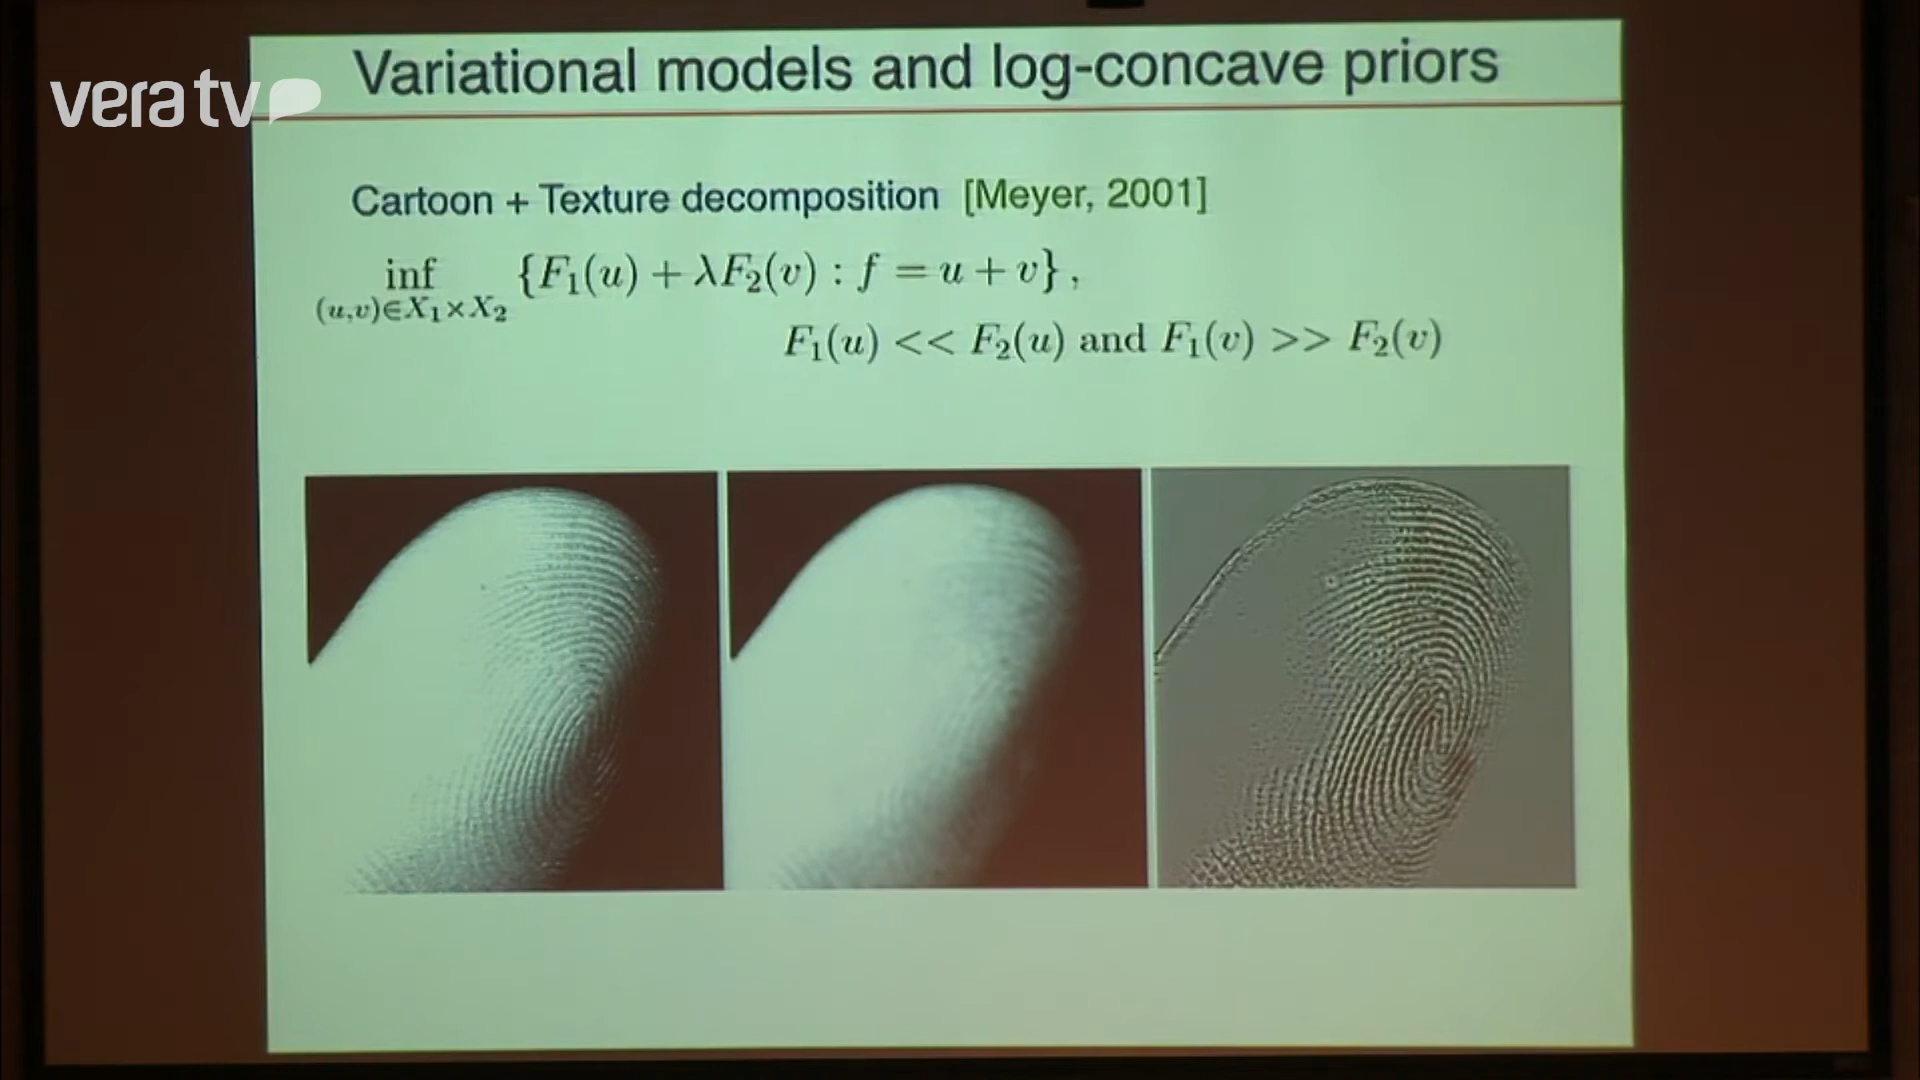 Variational models and log-concave priors
vera tv
Cartoon + Texture decomposition [Meyer, 2001]
inf {F₁(u) + λF₂(v) : f = u + v} ,
(u,v)∈X₁×X₂
F₁(u) << F₂(u) and F₁(v) >> F₂(v)